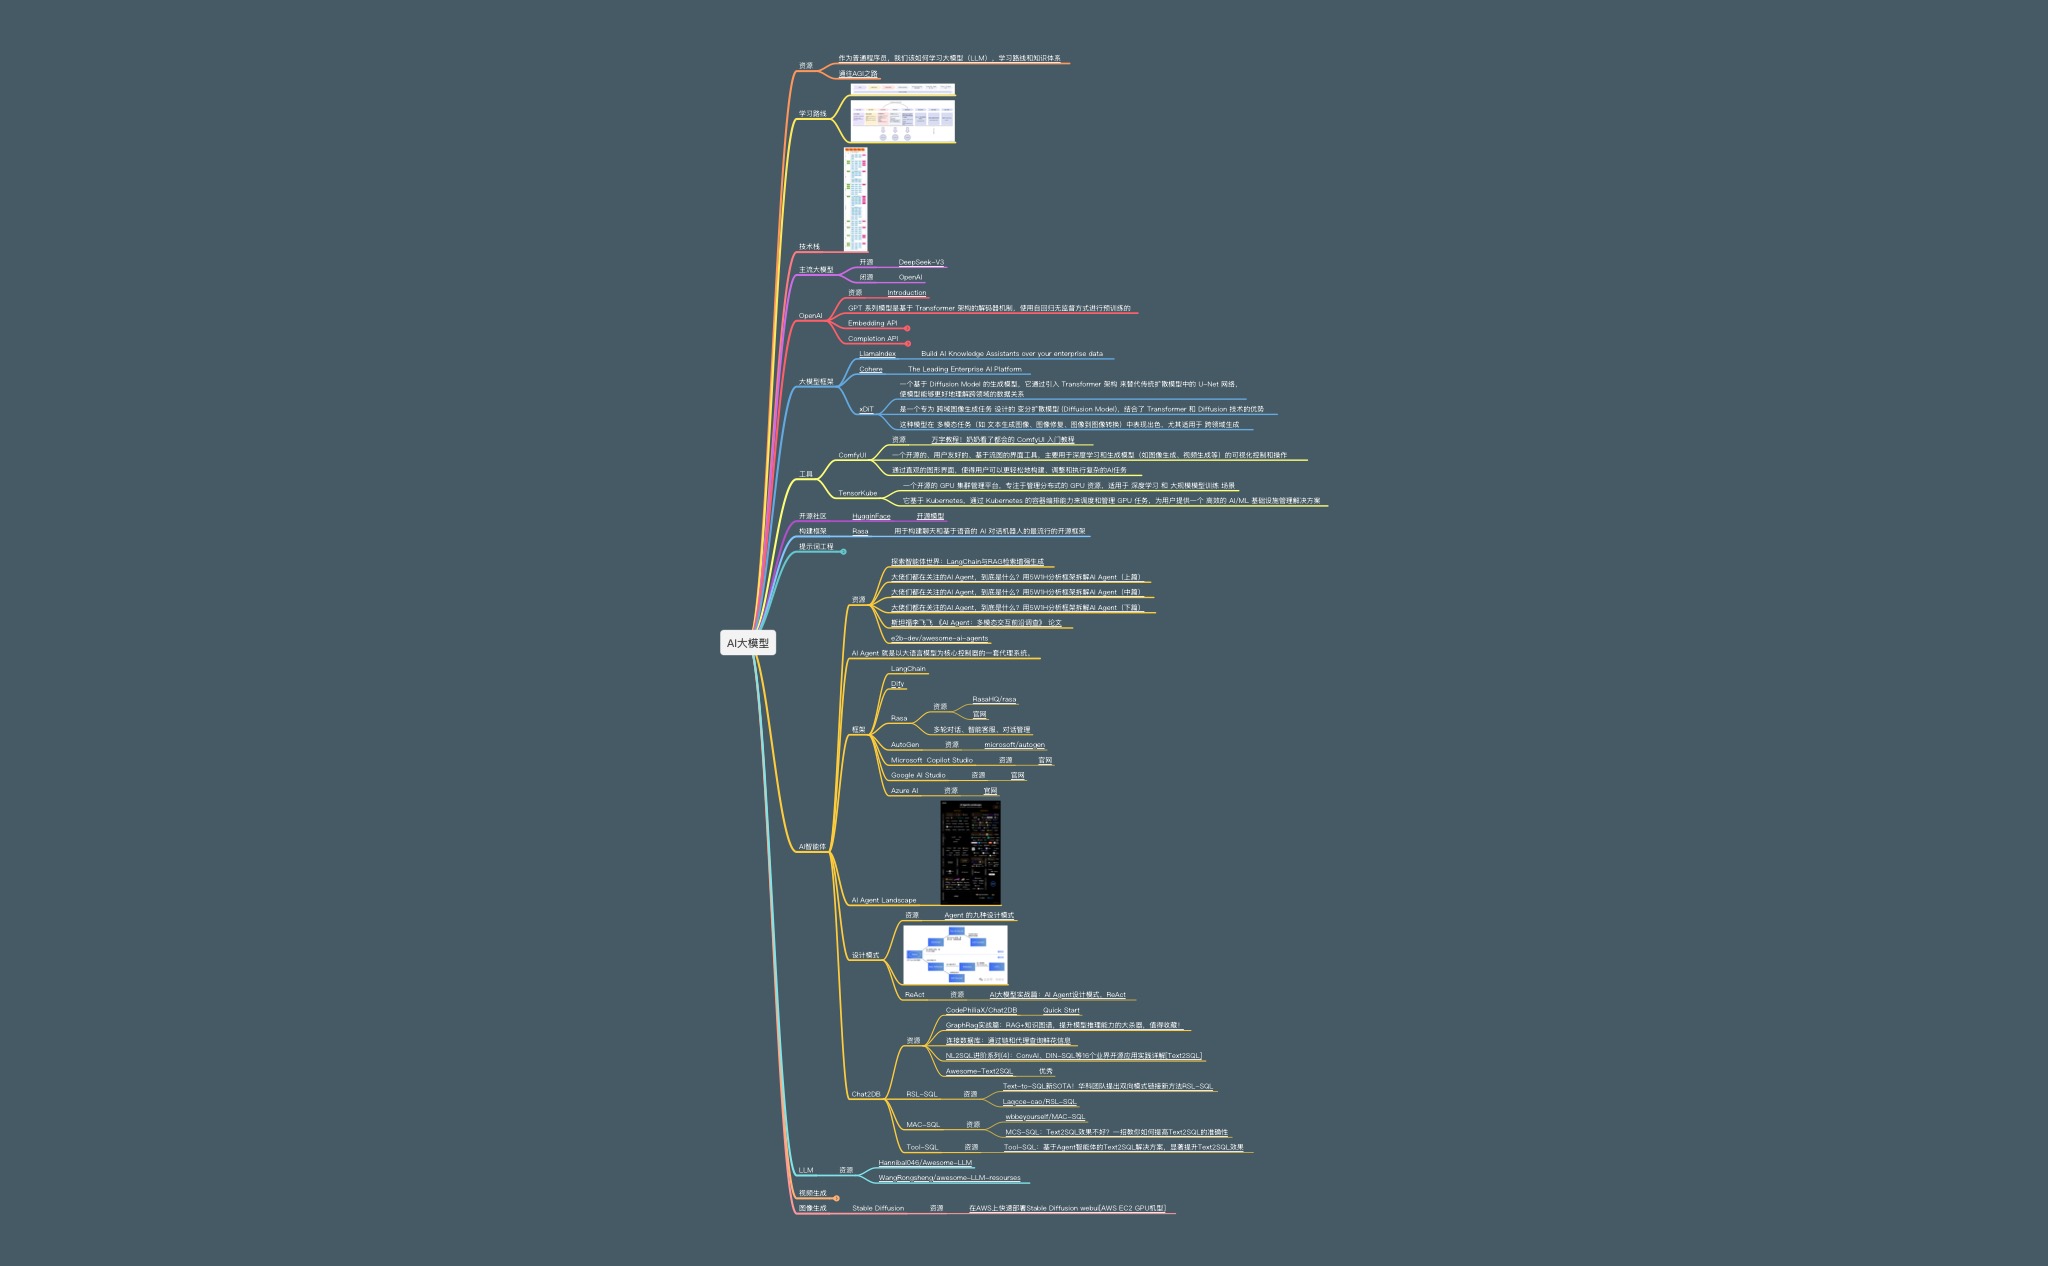 资源
作为普通程序员，我们该如何学习大模型（LLM），学习路线和知识体系
通往AGI之路
学习路线
技术栈
主流大模型
开源 DeepSeek-V3
闭源 OpenAI
OpenAI
资源 Introduction
GPT 系列模型是基于 Transformer 架构的解码器机制，使用自回归无监督方式进行预训练的
Embedding API
Completion API
大模型框架
LlamaIndex Build AI Knowledge Assistants over your enterprise data
Cohere The Leading Enterprise AI Platform
xDiT
一个基于 Diffusion Model 的生成模型，它通过引入 Transformer 架构 来替代传统扩散模型中的 U-Net 网络，
使模型能够更好地理解跨领域的数据关系
是一个专为 跨域图像生成任务 设计的 变分扩散模型 (Diffusion Model)，结合了 Transformer 和 Diffusion 技术的优势
这种模型在 多模态任务（如 文本生成图像、图像修复、图像到图像转换）中表现出色，尤其适用于 跨领域生成
工具
ComfyUI
资源 万字教程！奶奶看了都会的 ComfyUI 入门教程
一个开源的、用户友好的、基于流图的界面工具，主要用于深度学习和生成模型（如图像生成、视频生成等）的可视化控制和操作
通过直观的图形界面，使得用户可以更轻松地构建、调整和执行复杂的AI任务
TensorKube
一个开源的 GPU 集群管理平台，专注于管理分布式的 GPU 资源，适用于 深度学习 和 大规模模型训练 场景
它基于 Kubernetes，通过 Kubernetes 的容器编排能力来调度和管理 GPU 任务，为用户提供一个 高效的 AI/ML 基础设施管理解决方案
开源社区 HugginFace 开源模型
构建框架 Rasa 用于构建聊天和基于语音的 AI 对话机器人的最流行的开源框架
提示词工程
AI大模型
AI智能体
资源
探索智能体世界：LangChain与RAG检索增强生成
大佬们都在关注的AI Agent，到底是什么？用5W1H分析框架拆解AI Agent（上篇）
大佬们都在关注的AI Agent，到底是什么？用5W1H分析框架拆解AI Agent（中篇）
大佬们都在关注的AI Agent，到底是什么？用5W1H分析框架拆解AI Agent（下篇）
斯坦福李飞飞 《AI Agent：多模态交互前沿调查》 论文
e2b-dev/awesome-ai-agents
AI Agent 就是以大语言模型为核心控制器的一套代理系统。
框架
LangChain
Dify
Rasa
资源
RasaHQ/rasa
官网
多轮对话、智能客服、对话管理
AutoGen 资源 microsoft/autogen
Microsoft Copilot Studio 资源 官网
Google AI Studio 资源 官网
Azure AI 资源 官网
AI Agent Landscape
设计模式
资源 Agent 的九种设计模式
ReAct 资源 AI大模型实战篇：AI Agent设计模式，ReAct
Chat2DB
资源
CodePhiliaX/Chat2DB Quick Start
GraphRag实战篇：RAG+知识图谱，提升模型推理能力的大杀器，值得收藏！
连接数据库：通过链和代理查询鲜花信息
NL2SQL进阶系列(4)：ConvAI、DIN-SQL等16个业界开源应用实践详解[Text2SQL]
Awesome-Text2SQL 优秀
RSL-SQL 资源
Text-to-SQL新SOTA！华科团队提出双向模式链接新方法RSL-SQL
Laqcce-cao/RSL-SQL
MAC-SQL 资源
wbbeyourself/MAC-SQL
MCS-SQL：Text2SQL效果不好？一招教你如何提高Text2SQL的准确性
Tool-SQL 资源 Tool-SQL：基于Agent智能体的Text2SQL解决方案，显著提升Text2SQL效果
LLM 资源
Hannibal046/Awesome-LLM
WangRongsheng/awesome-LLM-resourses
视频生成
图像生成 Stable Diffusion 资源 在AWS上快速部署Stable Diffusion webui[AWS EC2 GPU机型]